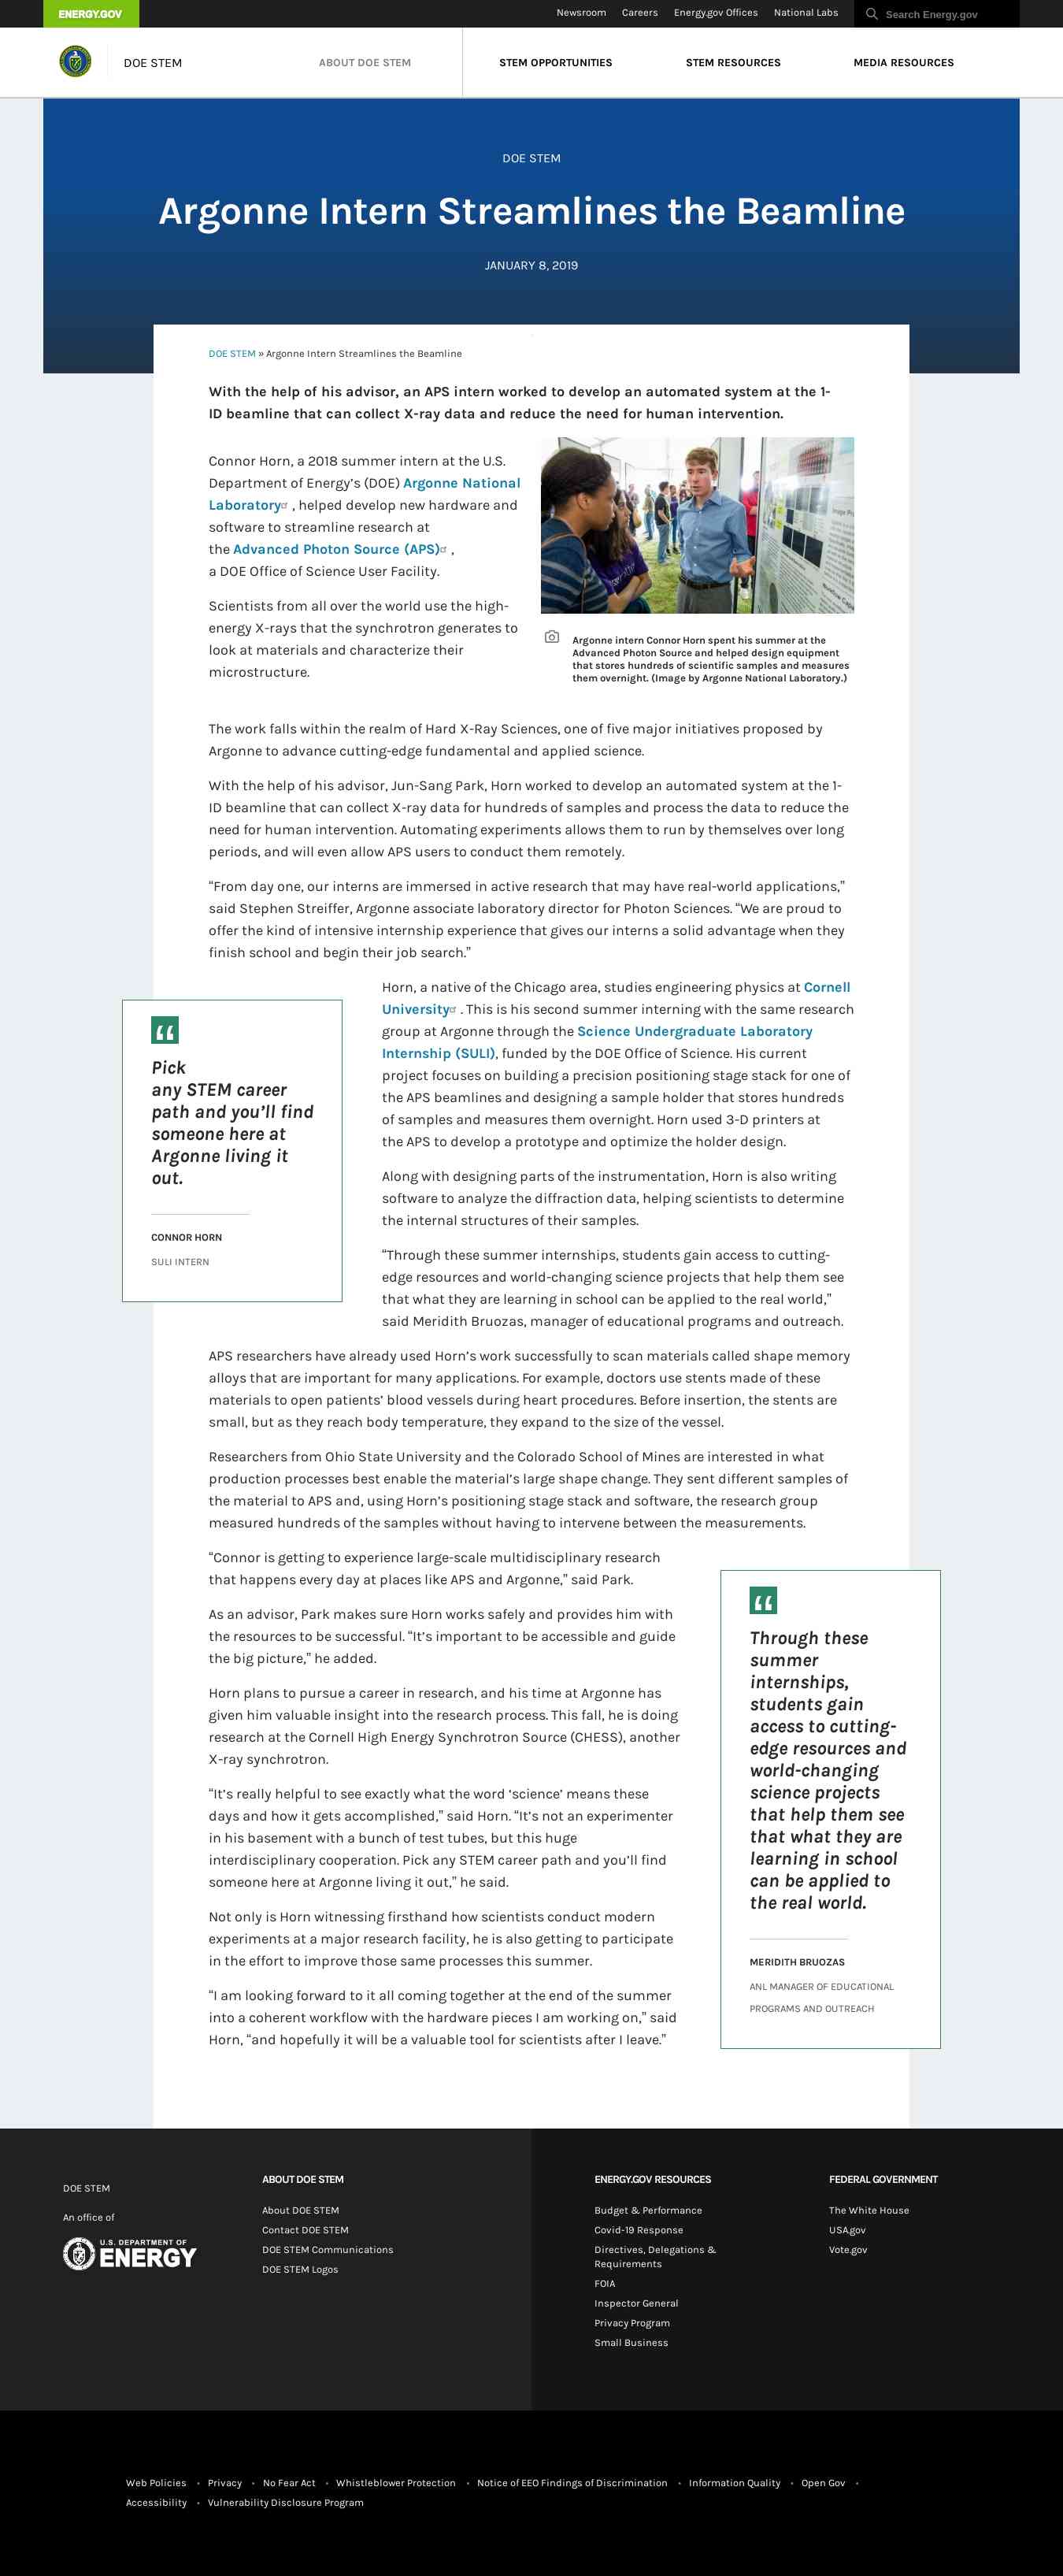 ENERGY.GOV
Newsroom Careers Energy.gov Offices National Labs
Search Energy.gov
DOE STEM
ABOUT DOE STEM
STEM OPPORTUNITIES
STEM RESOURCES
MEDIA RESOURCES
DOE STEM
Argonne Intern Streamlines the Beamline
JANUARY 8, 2019
DOE STEM » Argonne Intern Streamlines the Beamline
With the help of his advisor, an APS intern worked to develop an automated system at the 1-
ID beamline that can collect X-ray data and reduce the need for human intervention.
Connor Horn, a 2018 summer intern at the U.S.
Department of Energy’s (DOE) Argonne National
Laboratory , helped develop new hardware and
software to streamline research at
the Advanced Photon Source (APS) ,
a DOE Office of Science User Facility.
Scientists from all over the world use the high-
energy X-rays that the synchrotron generates to
look at materials and characterize their
microstructure.
Argonne intern Connor Horn spent his summer at the
Advanced Photon Source and helped design equipment
that stores hundreds of scientific samples and measures
them overnight. (Image by Argonne National Laboratory.)
The work falls within the realm of Hard X-Ray Sciences, one of five major initiatives proposed by
Argonne to advance cutting-edge fundamental and applied science.
With the help of his advisor, Jun-Sang Park, Horn worked to develop an automated system at the 1-
ID beamline that can collect X-ray data for hundreds of samples and process the data to reduce the
need for human intervention. Automating experiments allows them to run by themselves over long
periods, and will even allow APS users to conduct them remotely.
“From day one, our interns are immersed in active research that may have real-world applications,”
said Stephen Streiffer, Argonne associate laboratory director for Photon Sciences. “We are proud to
offer the kind of intensive internship experience that gives our interns a solid advantage when they
finish school and begin their job search.”
Horn, a native of the Chicago area, studies engineering physics at Cornell
University . This is his second summer interning with the same research
group at Argonne through the Science Undergraduate Laboratory
Internship (SULI), funded by the DOE Office of Science. His current
project focuses on building a precision positioning stage stack for one of
the APS beamlines and designing a sample holder that stores hundreds
of samples and measures them overnight. Horn used 3-D printers at
the APS to develop a prototype and optimize the holder design.
“
Pick
any STEM career
path and you’ll find
someone here at
Argonne living it
out.
CONNOR HORN
SULI INTERN
Along with designing parts of the instrumentation, Horn is also writing
software to analyze the diffraction data, helping scientists to determine
the internal structures of their samples.
“Through these summer internships, students gain access to cutting-
edge resources and world-changing science projects that help them see
that what they are learning in school can be applied to the real world,”
said Meridith Bruozas, manager of educational programs and outreach.
APS researchers have already used Horn’s work successfully to scan materials called shape memory
alloys that are important for many applications. For example, doctors use stents made of these
materials to open patients’ blood vessels during heart procedures. Before insertion, the stents are
small, but as they reach body temperature, they expand to the size of the vessel.
Researchers from Ohio State University and the Colorado School of Mines are interested in what
production processes best enable the material’s large shape change. They sent different samples of
the material to APS and, using Horn’s positioning stage stack and software, the research group
measured hundreds of the samples without having to intervene between the measurements.
“Connor is getting to experience large-scale multidisciplinary research
that happens every day at places like APS and Argonne,” said Park.
As an advisor, Park makes sure Horn works safely and provides him with
the resources to be successful. “It’s important to be accessible and guide
the big picture,” he added.
Horn plans to pursue a career in research, and his time at Argonne has
given him valuable insight into the research process. This fall, he is doing
research at the Cornell High Energy Synchrotron Source (CHESS), another
X-ray synchrotron.
“It’s really helpful to see exactly what the word ‘science’ means these
days and how it gets accomplished,” said Horn. “It’s not an experimenter
in his basement with a bunch of test tubes, but this huge
interdisciplinary cooperation. Pick any STEM career path and you’ll find
someone here at Argonne living it out,” he said.
Not only is Horn witnessing firsthand how scientists conduct modern
experiments at a major research facility, he is also getting to participate
in the effort to improve those same processes this summer.
“I am looking forward to it all coming together at the end of the summer
into a coherent workflow with the hardware pieces I am working on,” said
Horn, “and hopefully it will be a valuable tool for scientists after I leave.”
“
Through these
summer
internships,
students gain
access to cutting-
edge resources and
world-changing
science projects
that help them see
that what they are
learning in school
can be applied to
the real world.
MERIDITH BRUOZAS
ANL MANAGER OF EDUCATIONAL
PROGRAMS AND OUTREACH
DOE STEM
An office of
U.S. DEPARTMENT OF
ENERGY
ABOUT DOE STEM
About DOE STEM
Contact DOE STEM
DOE STEM Communications
DOE STEM Logos
ENERGY.GOV RESOURCES
Budget & Performance
Covid-19 Response
Directives, Delegations &
Requirements
FOIA
Inspector General
Privacy Program
Small Business
FEDERAL GOVERNMENT
The White House
USA.gov
Vote.gov
Web Policies • Privacy • No Fear Act • Whistleblower Protection • Notice of EEO Findings of Discrimination • Information Quality • Open Gov •
Accessibility • Vulnerability Disclosure Program